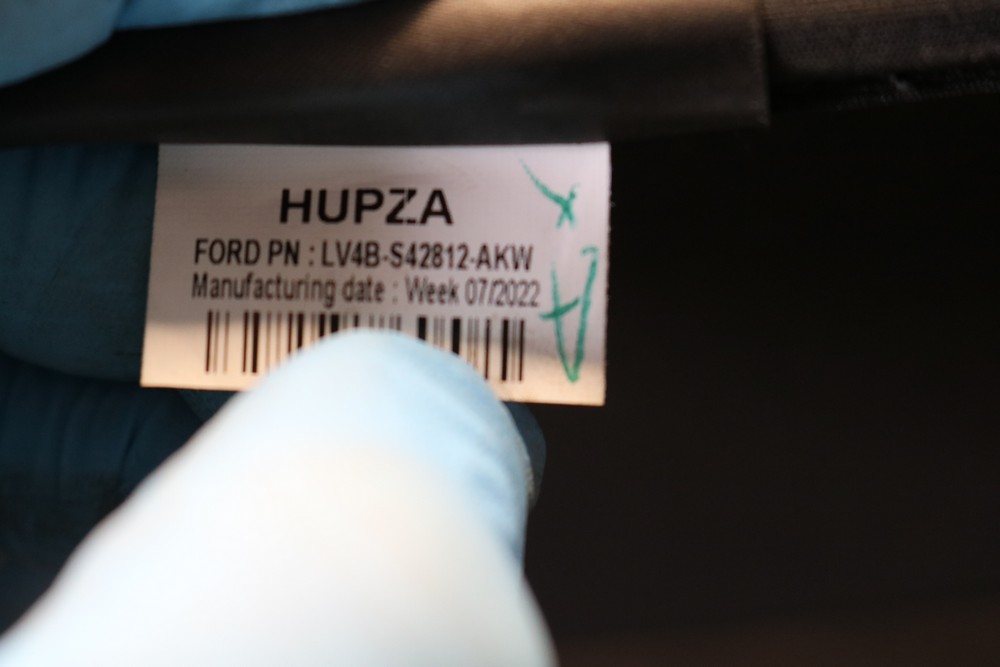 HUPZA
FORD PN : LV4B-S42812-AKW
Manufacturing date : Week 07/2022